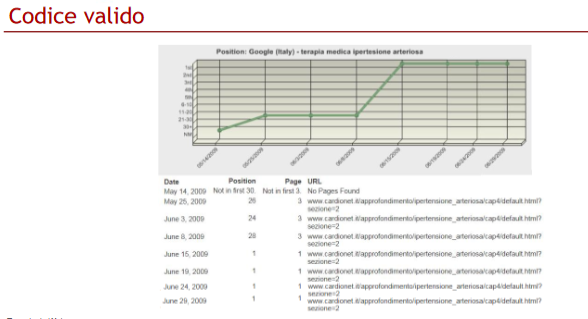 Codice valido
Position: Google (Italy) - terapia medica ipertesione arteriosa
1st
2nd
3rd
4th
5th
6-10
11-20
21-30
30+
05/14/2009 05/25/2009 06/3/2009 06/8/2009 06/15/2009 06/19/2009 06/24/2009 06/29/2009
Date Position Page URL
May 14, 2009 Not in first 30. Not in first 3. No Pages Found
May 25, 2009 26 3 www.cardionet.it/approfondimento/ipertensione_arteriosa/cap4/default.html?
sezione=2
June 3, 2009 24 3 www.cardionet.it/approfondimento/ipertensione_arteriosa/cap4/default.html?
sezione=2
June 8, 2009 28 3 www.cardionet.it/approfondimento/ipertensione_arteriosa/cap4/default.html?
sezione=2
June 15, 2009 1 1 www.cardionet.it/approfondimento/ipertensione_arteriosa/cap4/default.html?
sezione=2
June 19, 2009 1 1 www.cardionet.it/approfondimento/ipertensione_arteriosa/cap4/default.html?
sezione=2
June 24, 2009 1 1 www.cardionet.it/approfondimento/ipertensione_arteriosa/cap4/default.html?
sezione=2
June 29, 2009 1 1 www.cardionet.it/approfondimento/ipertensione_arteriosa/cap4/default.html?
sezione=2